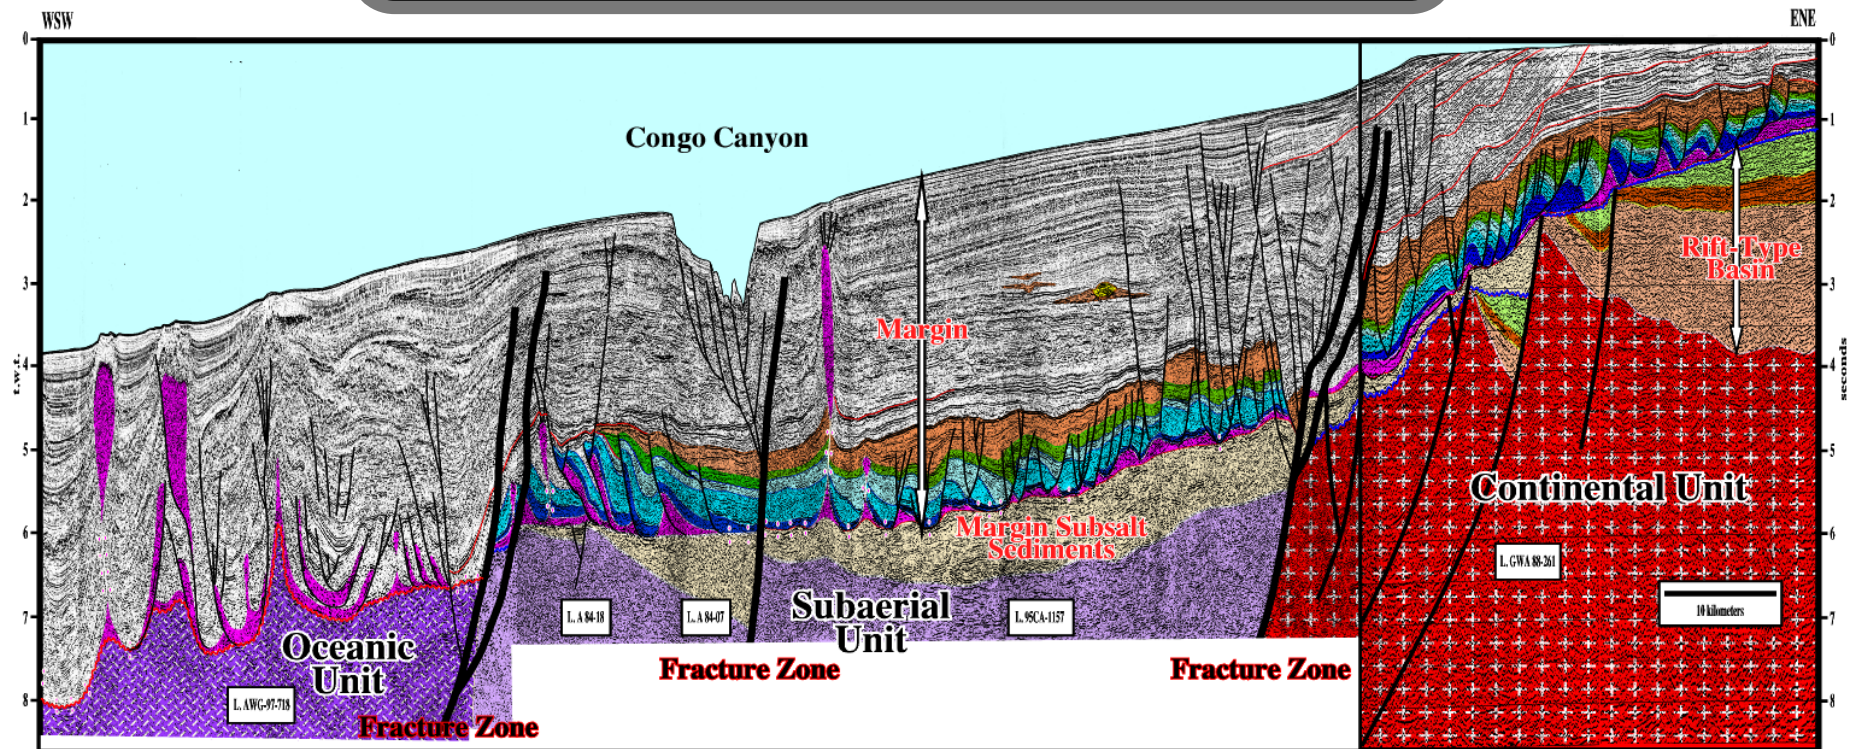 WSW
ENE
0
0
1
1
2
2
3
3
4
4
5
5
6
6
7
7
8
8
t.w.t.
seconds
Congo Canyon
Margin
Rift-Type
Basin
Margin Subsalt
Sediments
Continental Unit
Subaerial
Unit
Oceanic
Unit
Fracture Zone
Fracture Zone
Fracture Zone
L. AWG-97-718
L. A 84-18
L. A 84-07
L. 95CA-1157
L. GWA 88-261
10 kilometers